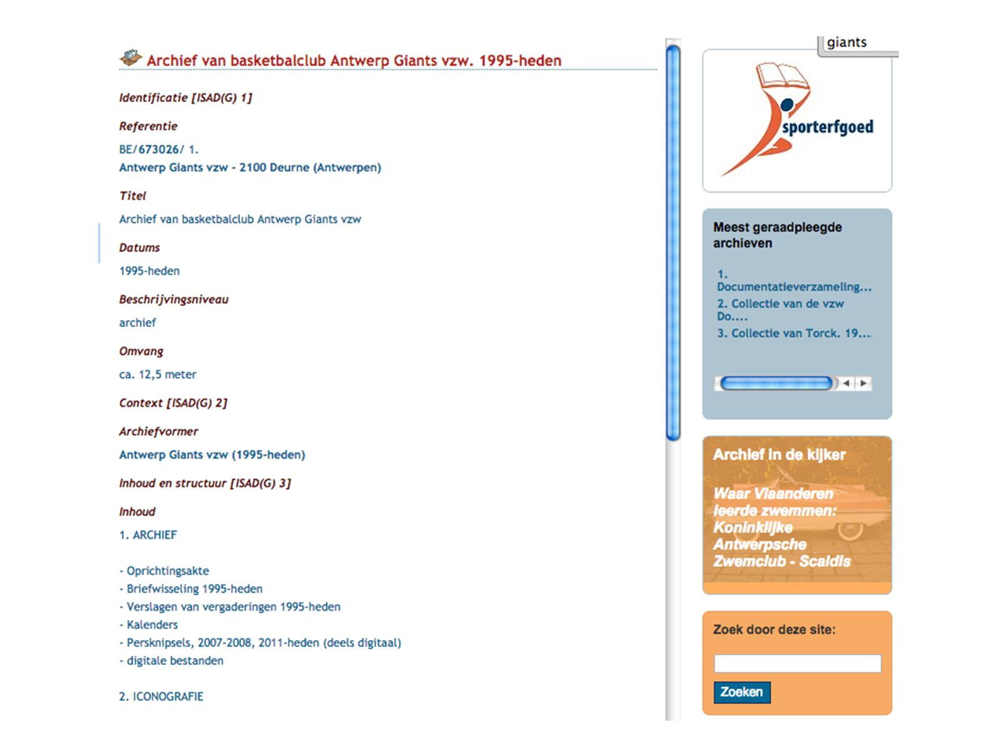 Archief van basketbalclub Antwerp Giants vzw. 1995-heden
Identificatie [ISAD(G) 1]
Referentie
BE/673026/ 1.
Antwerp Giants vzw - 2100 Deurne (Antwerpen)
Titel
Archief van basketbalclub Antwerp Giants vzw
Datums
1995-heden
Beschrijvingsniveau
archief
Omvang
ca. 12,5 meter
Context [ISAD(G) 2]
Archiefvormer
Antwerp Giants vzw (1995-heden)
Inhoud en structuur [ISAD(G) 3]
Inhoud
1. ARCHIEF
- Oprichtingsakte
- Briefwisseling 1995-heden
- Verslagen van vergaderingen 1995-heden
- Kalenders
- Persknipsels, 2007-2008, 2011-heden (deels digitaal)
- digitale bestanden
2. ICONOGRAFIE
giants
sporterfgoed
Meest geraadpleegde
archieven
1.
Documentatieverzameling...
2. Collectie van de vzw
Do....
3. Collectie van Torck. 19....
Archief in de kijker
Waar Vlaanderen
leerde zwemmen:
Koninklijke
Antwerpsche
Zwemclub - Scaldis
Zoek door deze site:
Zoeken